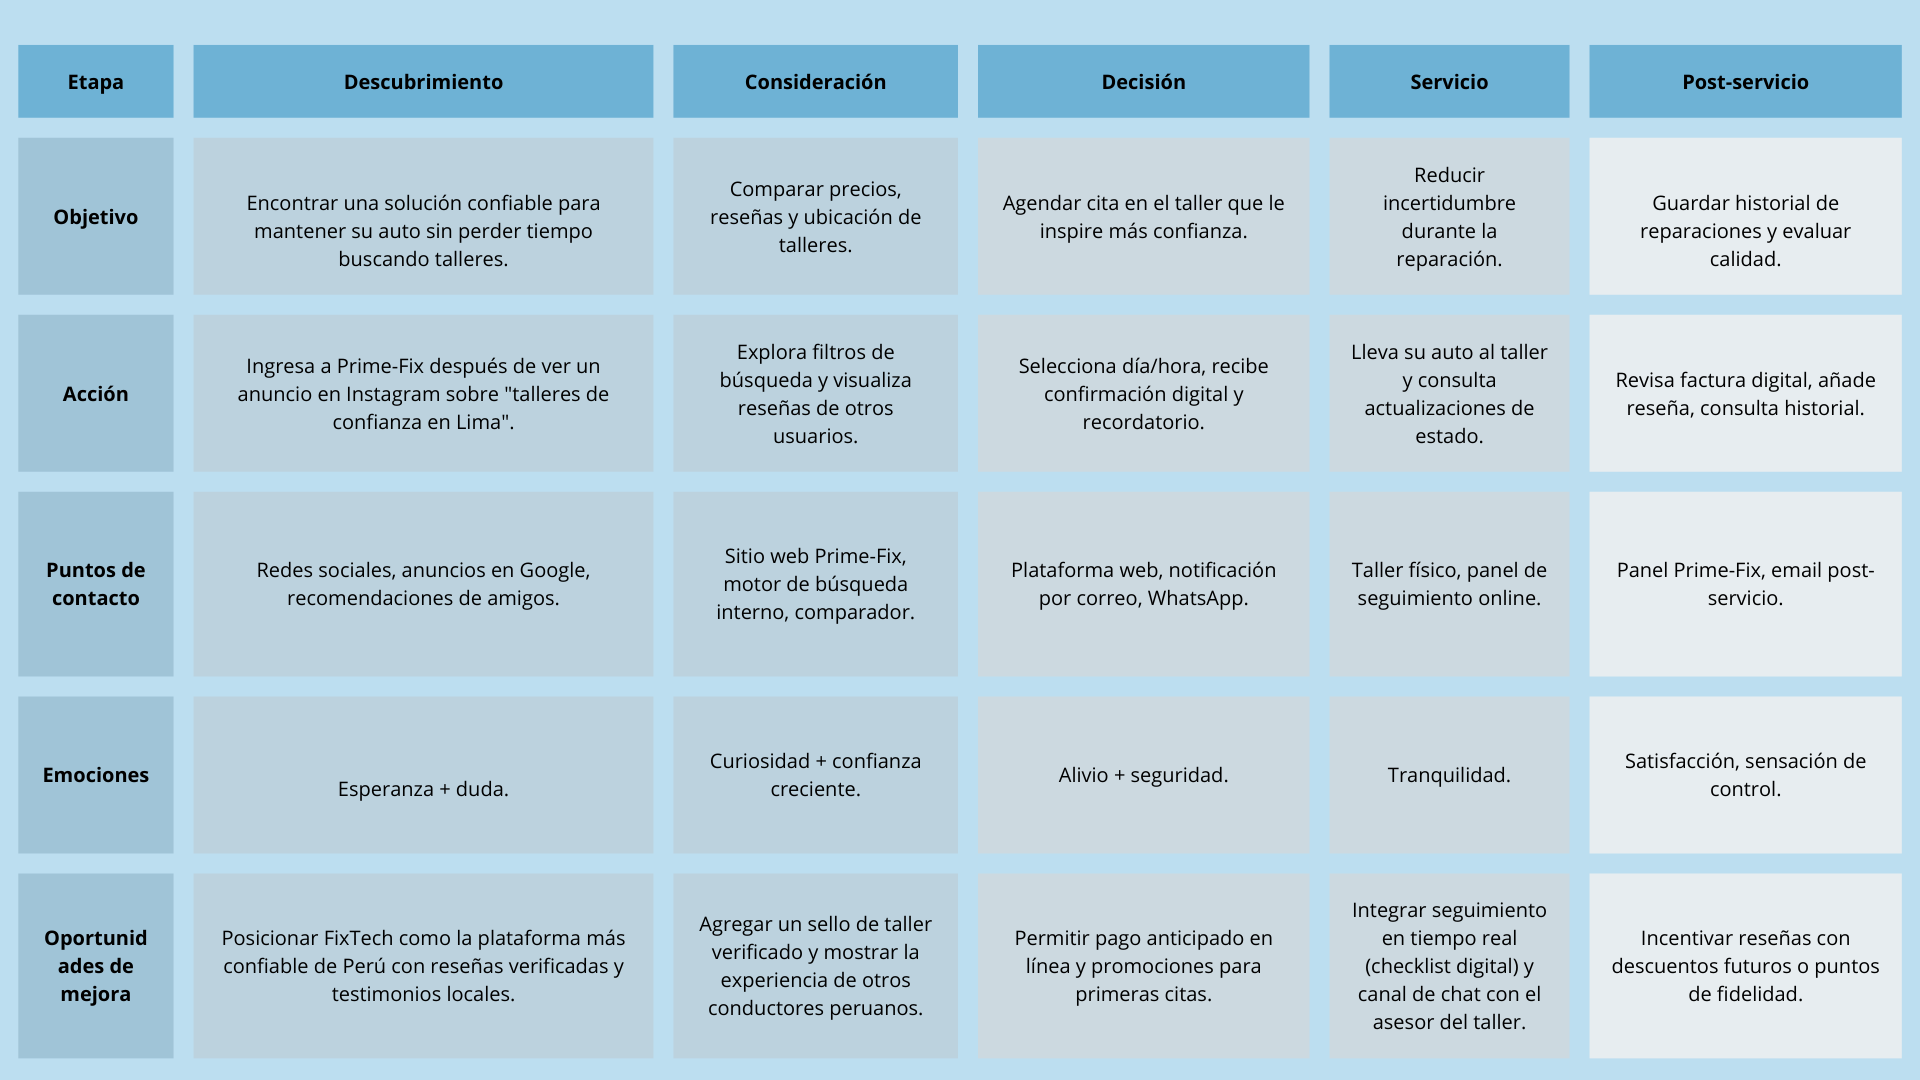 Etapa
Descubrimiento
Consideración
Decisión
Servicio
Post-servicio
Objetivo
Encontrar una solución confiable para
mantener su auto sin perder tiempo
buscando talleres.
Comparar precios,
reseñas y ubicación de
talleres.
Agendar cita en el taller que le
inspire más confianza.
Reducir
incertidumbre
durante la
reparación.
Guardar historial de
reparaciones y evaluar
calidad.
Acción
Ingresa a Prime-Fix después de ver un
anuncio en Instagram sobre "talleres de
confianza en Lima".
Explora filtros de
búsqueda y visualiza
reseñas de otros
usuarios.
Selecciona día/hora, recibe
confirmación digital y
recordatorio.
Lleva su auto al taller
y consulta
actualizaciones de
estado.
Revisa factura digital, añade
reseña, consulta historial.
Puntos de
contacto
Redes sociales, anuncios en Google,
recomendaciones de amigos.
Sitio web Prime-Fix,
motor de búsqueda
interno, comparador.
Plataforma web, notificación
por correo, WhatsApp.
Taller físico, panel de
seguimiento online.
Panel Prime-Fix, email post-
servicio.
Emociones
Esperanza + duda.
Curiosidad + confianza
creciente.
Alivio + seguridad.
Tranquilidad.
Satisfacción, sensación de
control.
Oportunid
ades de
mejora
Posicionar FixTech como la plataforma más
confiable de Perú con reseñas verificadas y
testimonios locales.
Agregar un sello de taller
verificado y mostrar la
experiencia de otros
conductores peruanos.
Permitir pago anticipado en
línea y promociones para
primeras citas.
Integrar seguimiento
en tiempo real
(checklist digital) y
canal de chat con el
asesor del taller.
Incentivar reseñas con
descuentos futuros o puntos
de fidelidad.